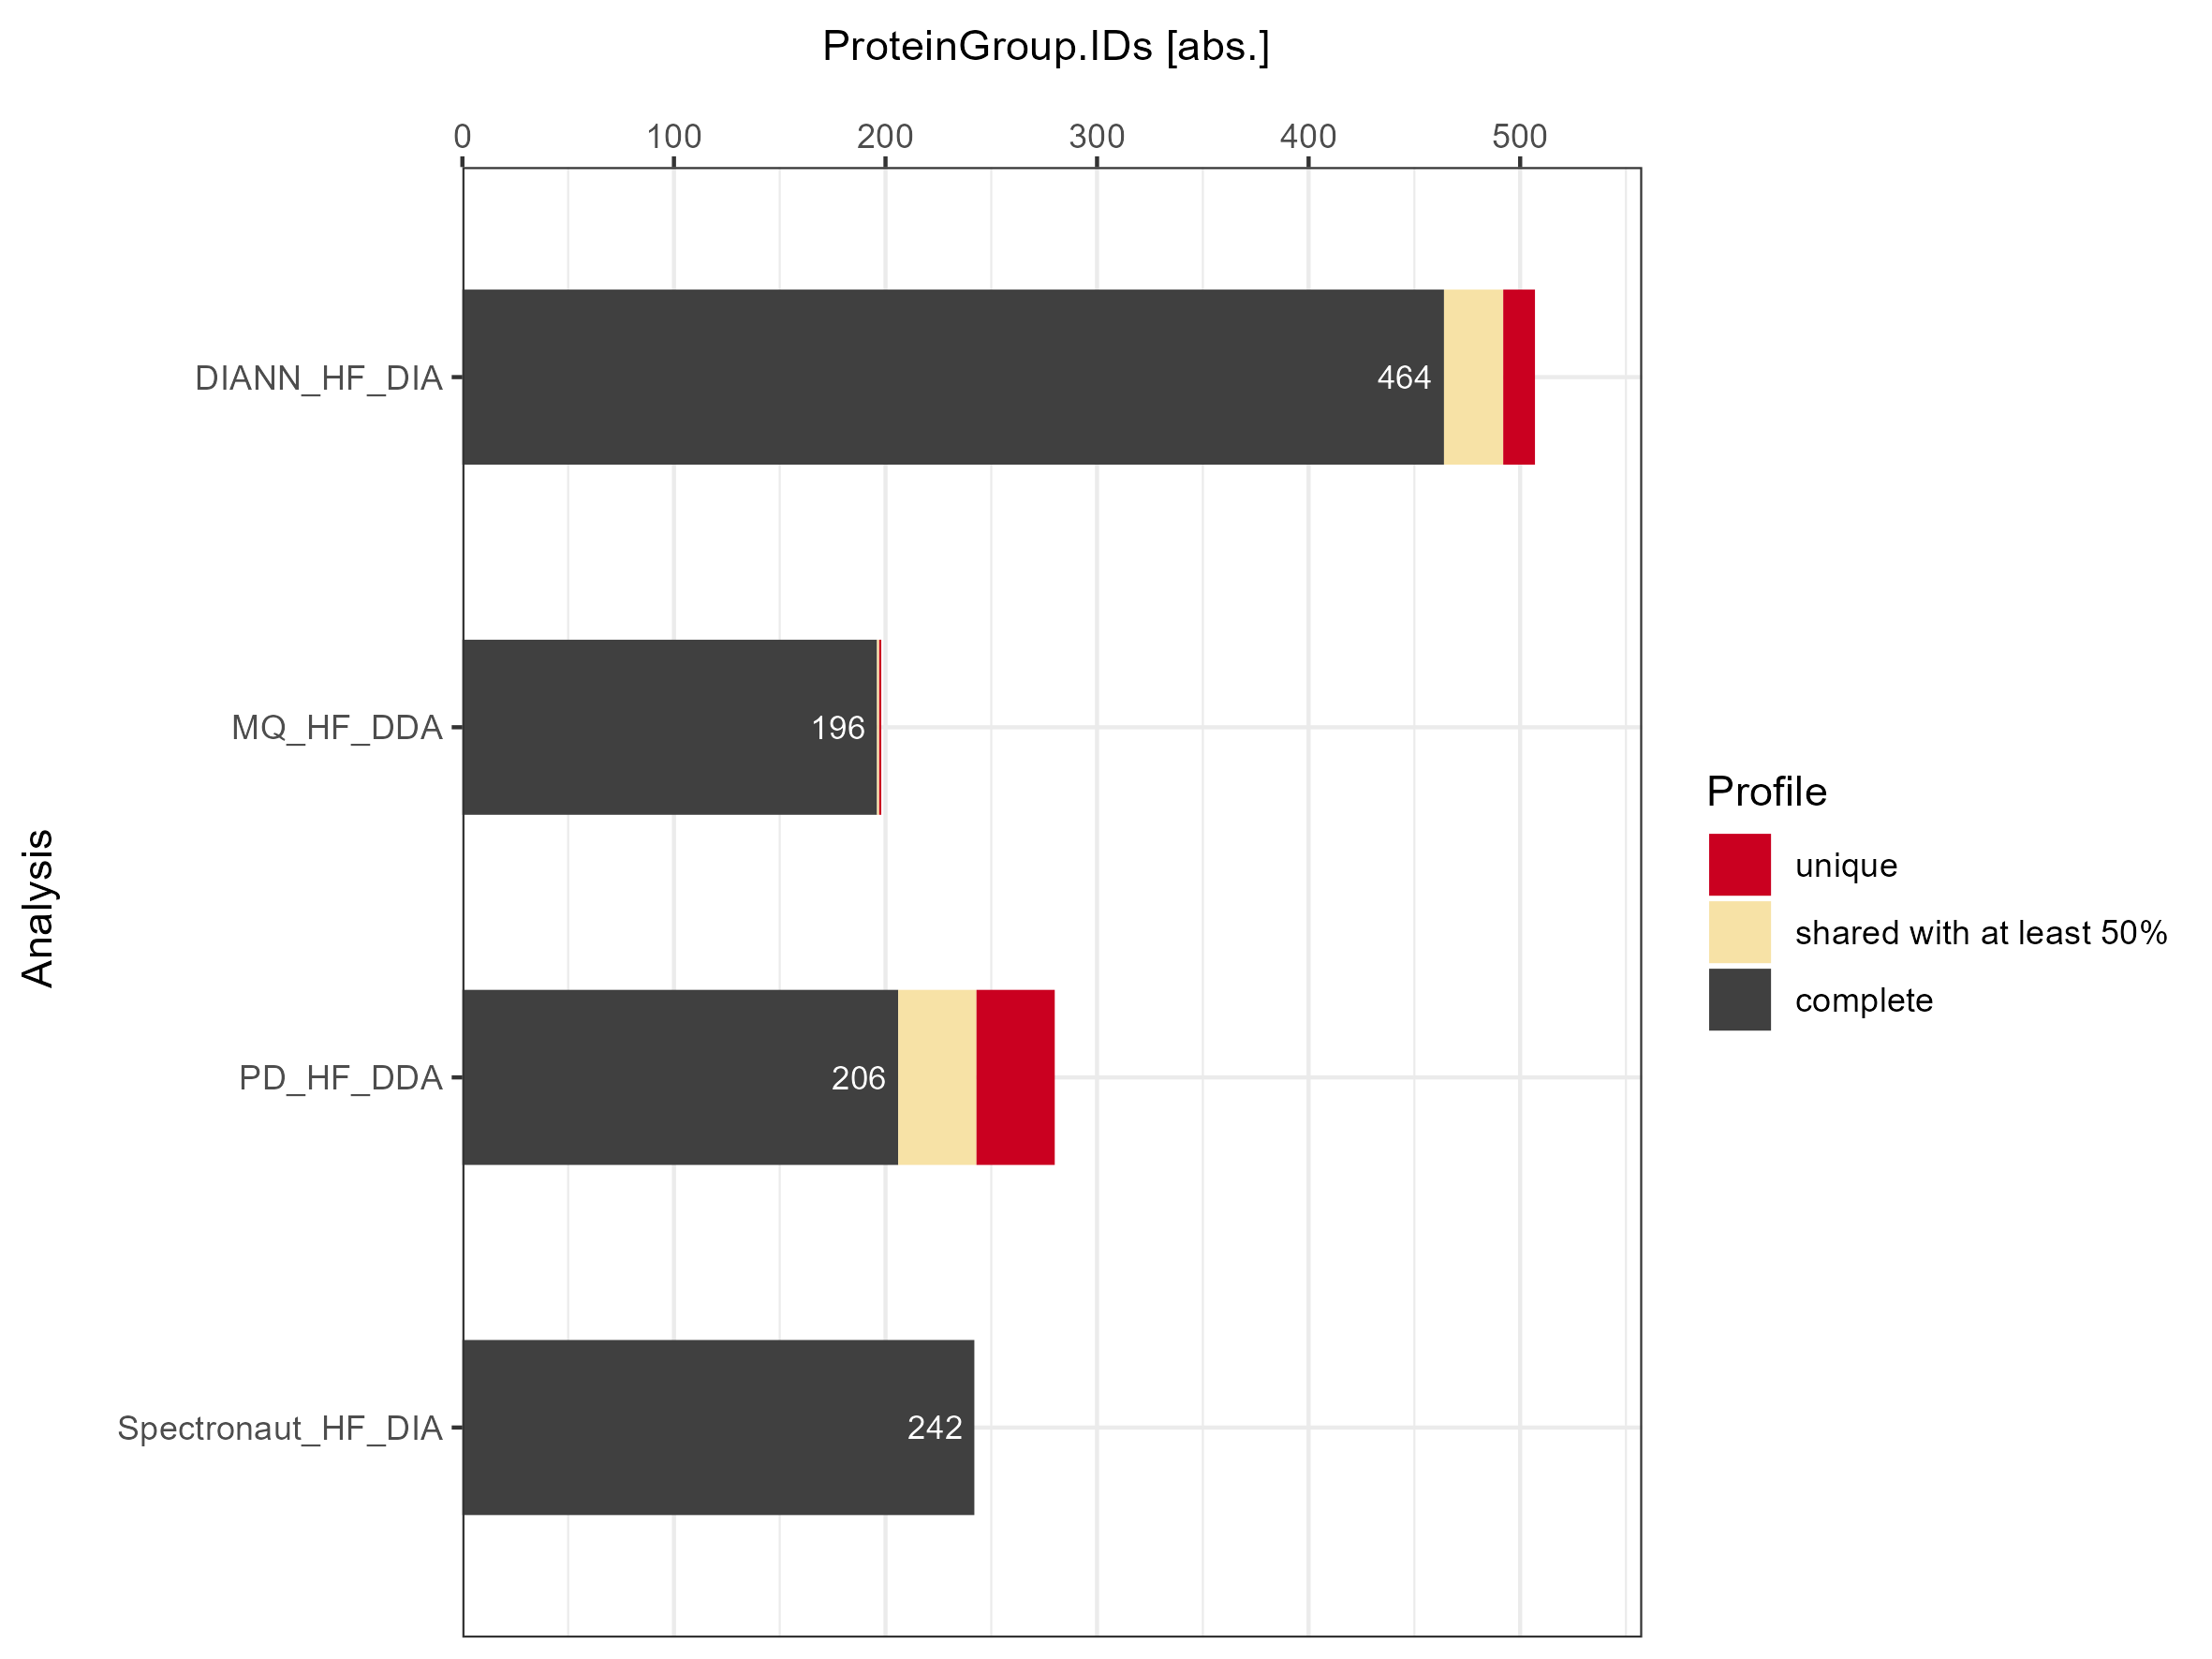 ProteinGroup.IDs [abs.]
0 100 200 300 400 500
DIANN_HF_DIA 464
MQ_HF_DDA 196
PD_HF_DDA 206
Spectronaut_HF_DIA 242
Analysis
Profile
unique
shared with at least 50%
complete